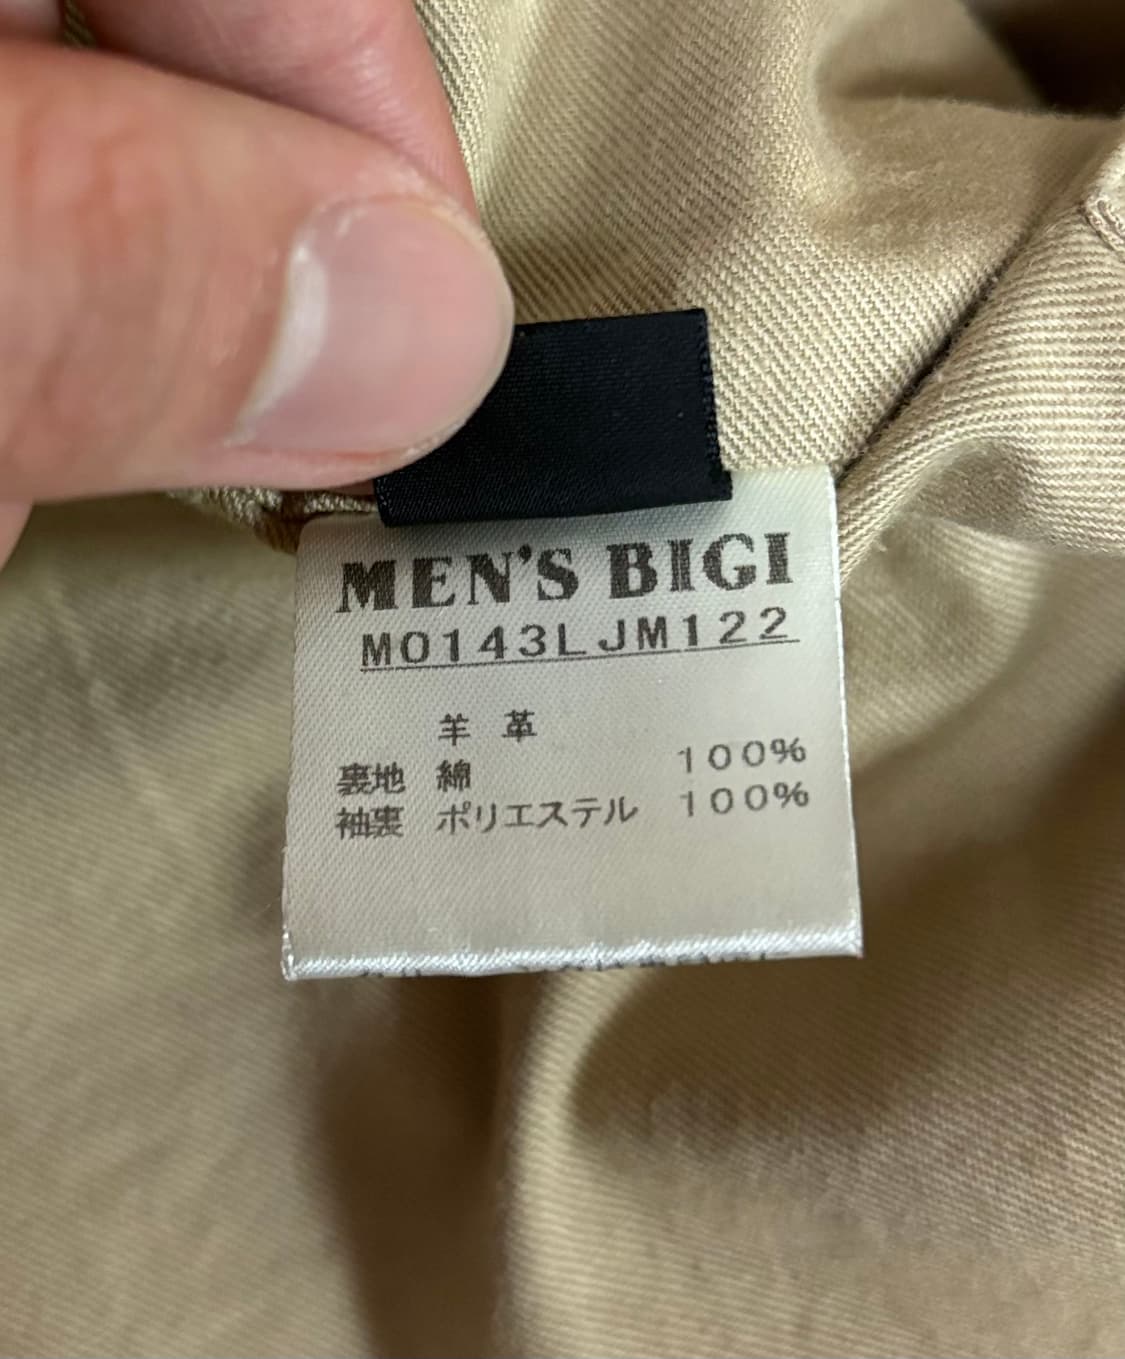 MEN'S BIGI
M0143LJM122
羊革
裏地 綿 100%
袖裏 ポリエステル 100%